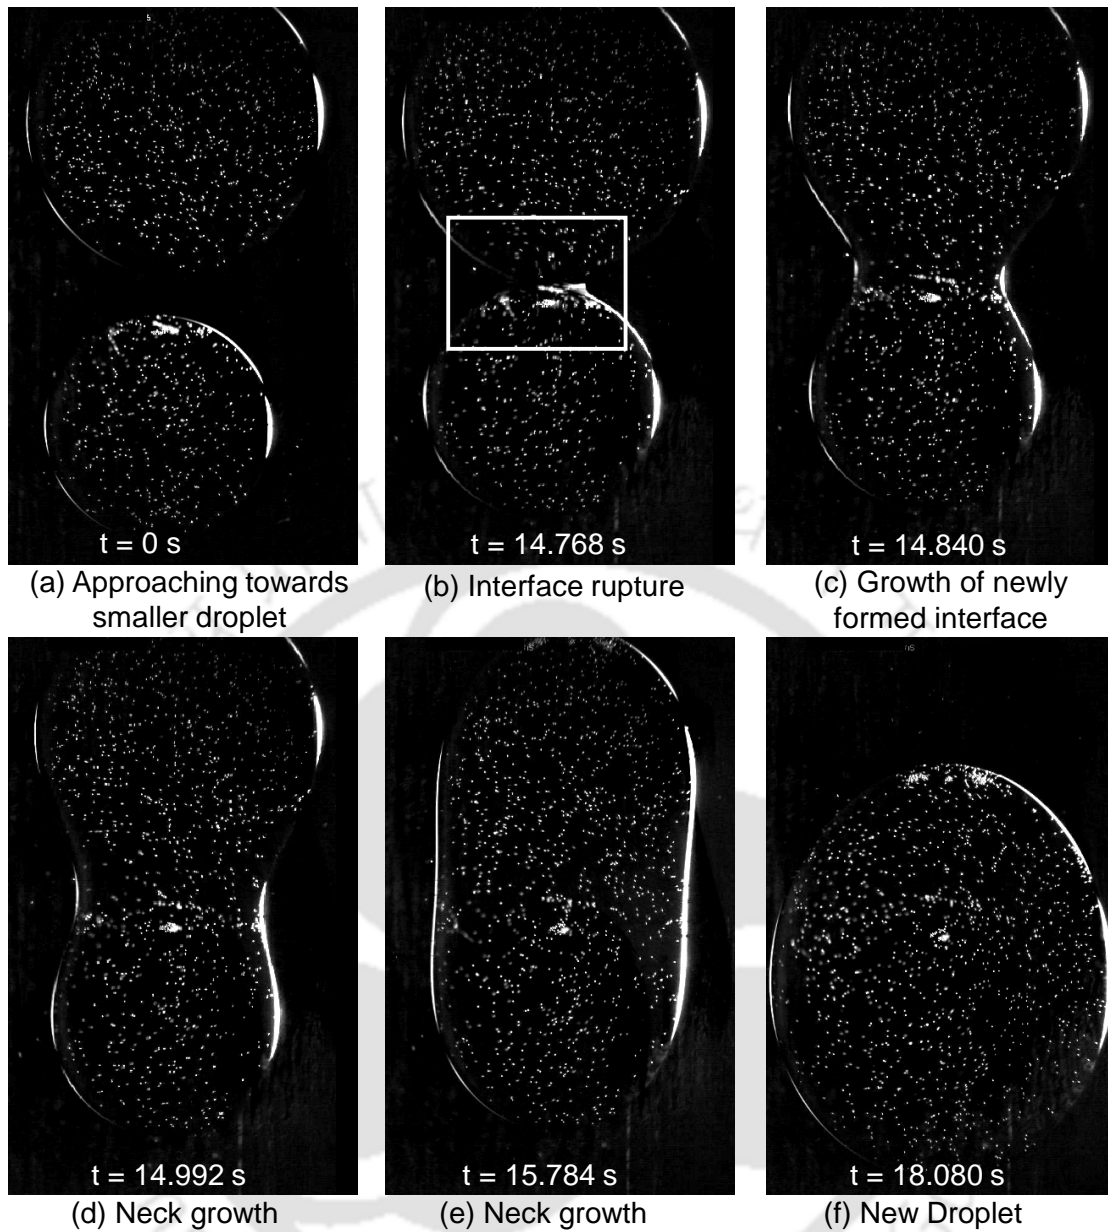 t = 0 s
t = 14.768 s
t = 14.840 s
(a) Approaching towards
smaller droplet
(b) Interface rupture
(c) Growth of newly
formed interface
t = 14.992 s
t = 15.784 s
t = 18.080 s
(d) Neck growth
(e) Neck growth
(f) New Droplet